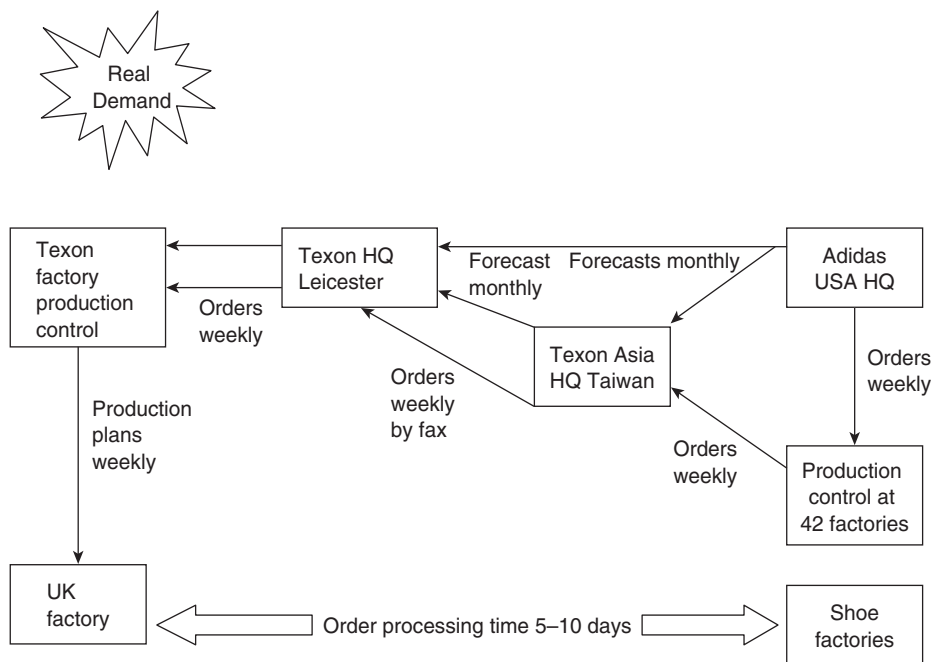 Real
Demand
Texon
factory
production
control
Texon HQ
Leicester
Forecast
monthly
Forecasts monthly
Adidas
USA HQ
Orders
weekly
Texon Asia
HQ Taiwan
Orders
weekly
Orders
weekly
by fax
Production
plans
weekly
Orders
weekly
Production
control at
42 factories
UK
factory
Order processing time 5–10 days
Shoe
factories